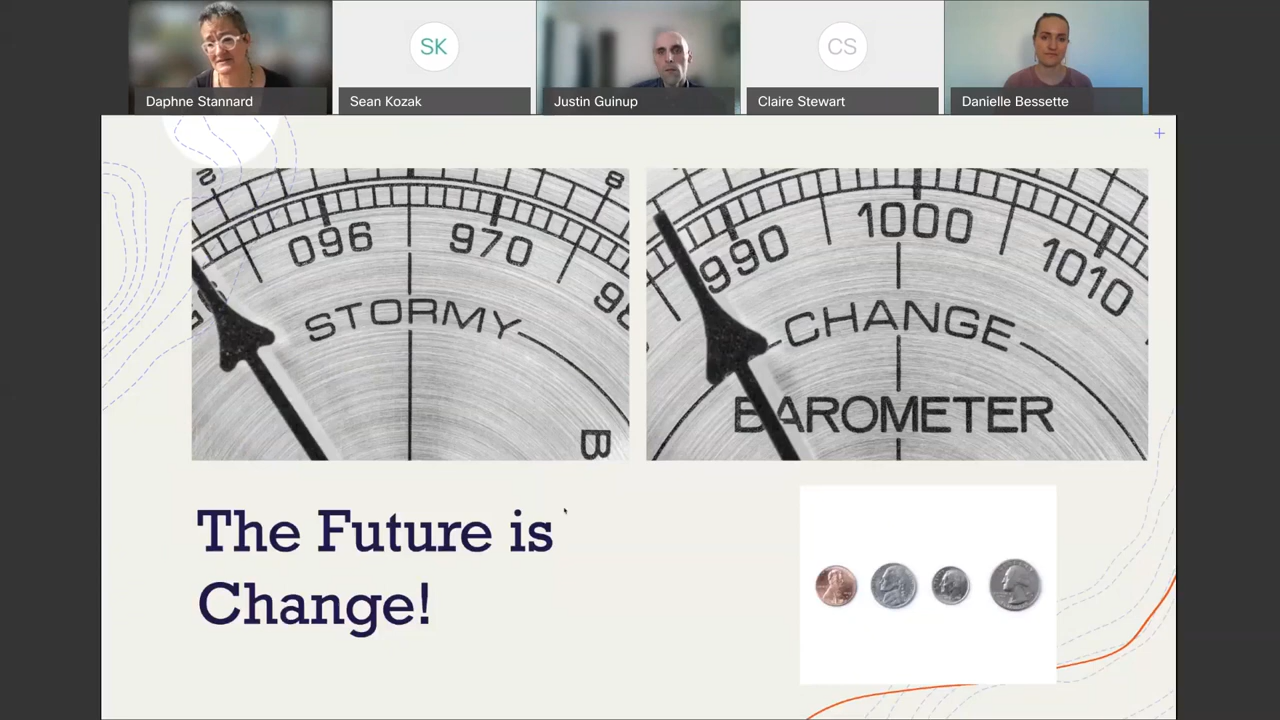 SK
CS
Daphne Stannard
Sean Kozak
Justin Guinup
Claire Stewart
Danielle Bessette
096
970
STORMY
B
990
1000
1010
CHANGE
BAROMETER
The Future is
Change!